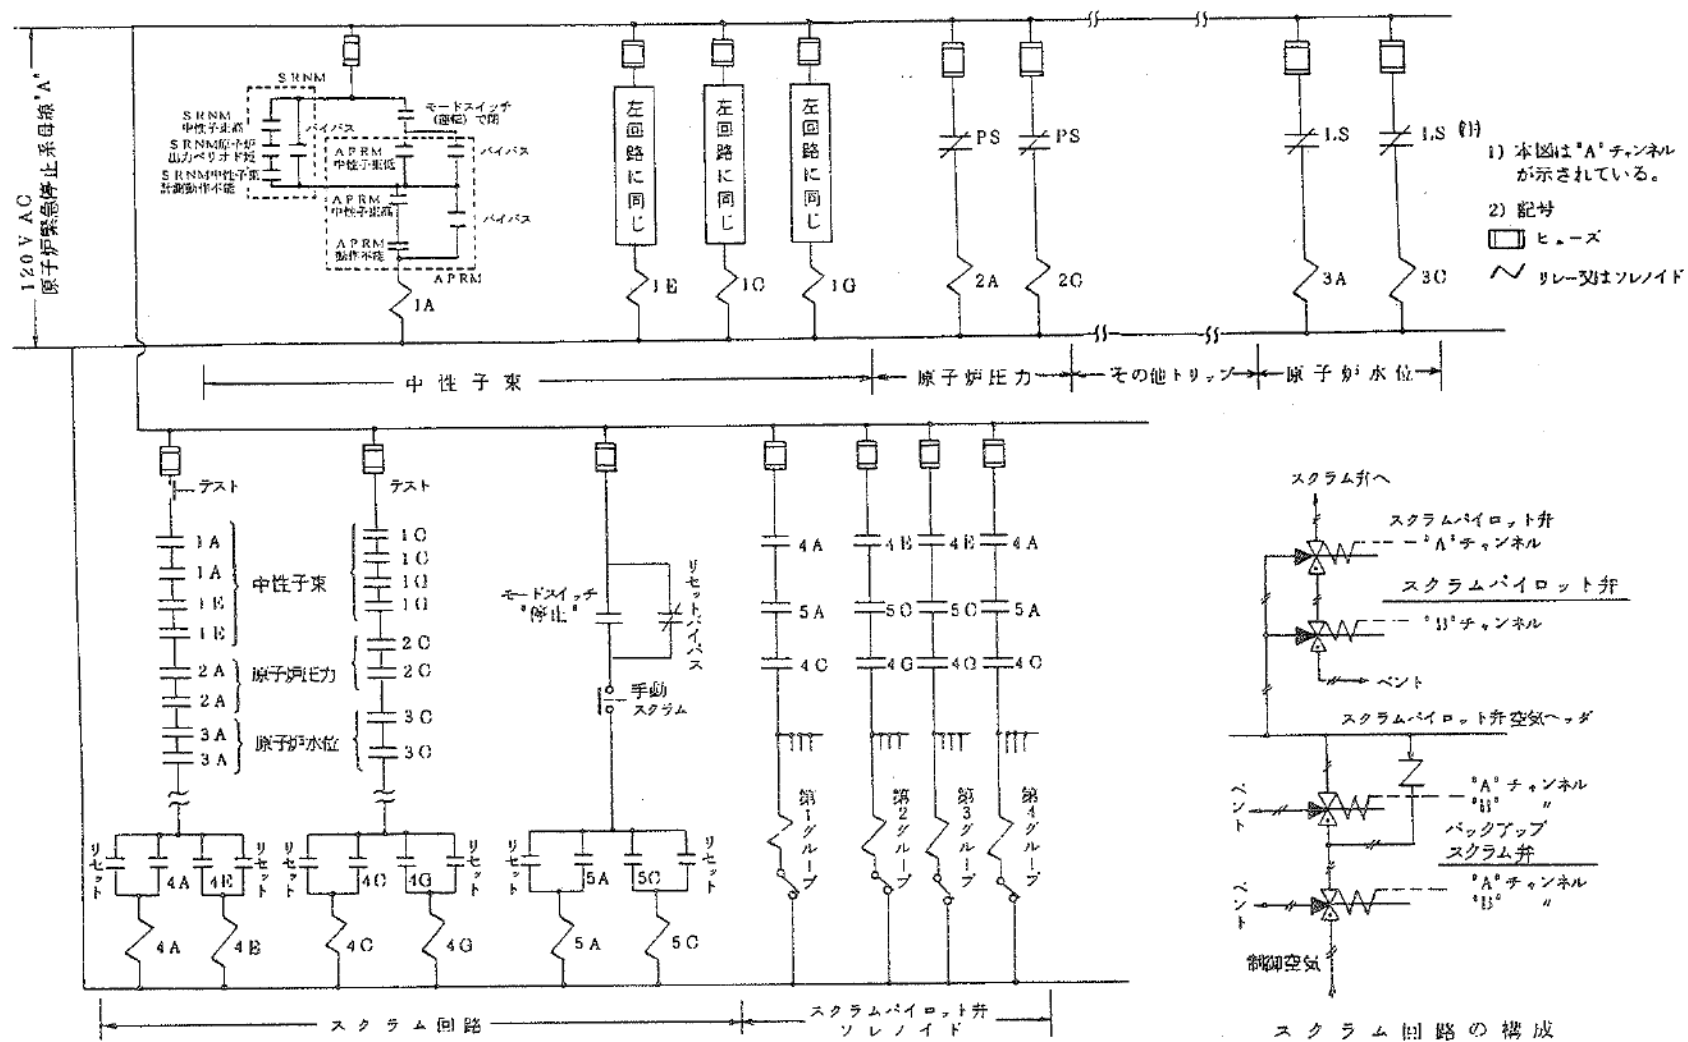 120V AC
原子炉緊急停止系母線"A"
SRNM
SRNM
中性子束高
バイパス
SRNM原子炉
出力ペリオド短
SRNM中性子束
計測動作不能
モードスイッチ
(運転)で閉
APRM
中性子束低
バイパス
APRM
中性子束高
バイパス
APRM
動作不能
APRM
1A
左回路に同じ
1E
左回路に同じ
1C
左回路に同じ
1G
PS
2A
PS
2C
LS
3A
LS
3C
1) 本図は"A"チャンネル
が示されている。
2) 記号
ヒューズ
リレー又はソレノイド
中性子束
原子炉圧力
その他トリップ
原子炉水位
テスト
1A
1A
1E
1E
中性子束
2A
2A
原子炉圧力
3A
3A
原子炉水位
リセット
4A
4E
リセット
4A
4E
テスト
1C
1C
1G
1G
2C
2C
3C
3C
リセット
4C
4G
リセット
4C
4G
モードスイッチ
"停止"
リセットバイパス
手動
スクラム
5A
5C
リセット
5A
5C
4A
5A
4C
第1グループ
4E
5C
4G
第2グループ
4E
5C
4G
第3グループ
4A
5A
4C
第4グループ
スクラム回路
スクラムパイロット弁
ソレノイド
スクラム弁へ
スクラムパイロット弁
"A"チャンネル
スクラムパイロット弁
"B"チャンネル
ベント
スクラムパイロット弁空気ヘッダ
ベント
"A"チャンネル
"B" 〃
バックアップ
スクラム弁
ベント
"A"チャンネル
"B" 〃
制御空気
スクラム回路の構成